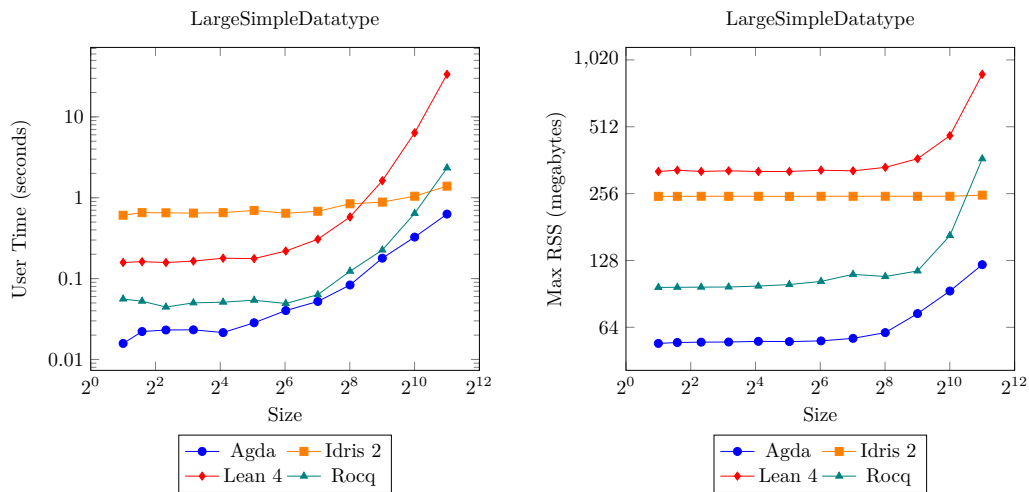 LargeSimpleDatatype
10
1
0.1
0.01
2^0 2^2 2^4 2^6 2^8 2^10 2^12
User Time (seconds)
Size
Agda Idris 2
Lean 4 Rocq
LargeSimpleDatatype
1,020
512
256
128
64
2^0 2^2 2^4 2^6 2^8 2^10 2^12
Max RSS (megabytes)
Size
Agda Idris 2
Lean 4 Rocq